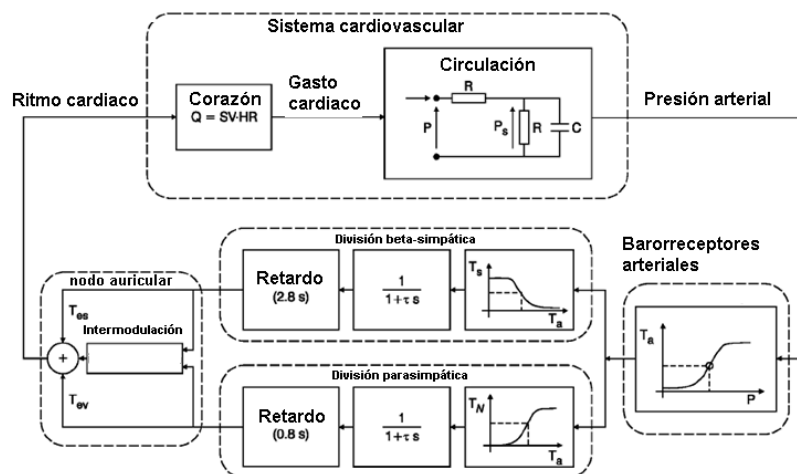 Sistema cardiovascular
Ritmo cardiaco
Corazón
Q = SV·HR
Gasto
cardiaco
Circulación
R
P
Ps
R
C
Presión arterial
División beta-simpática
Retardo
(2.8 s)
1
1+τ s
Ts
Ta
Barorreceptores
arteriales
Ta
P
nodo auricular
Tes
Intermodulación
+
Tev
División parasimpática
Retardo
(0.8 s)
1
1+τ s
TN
Ta